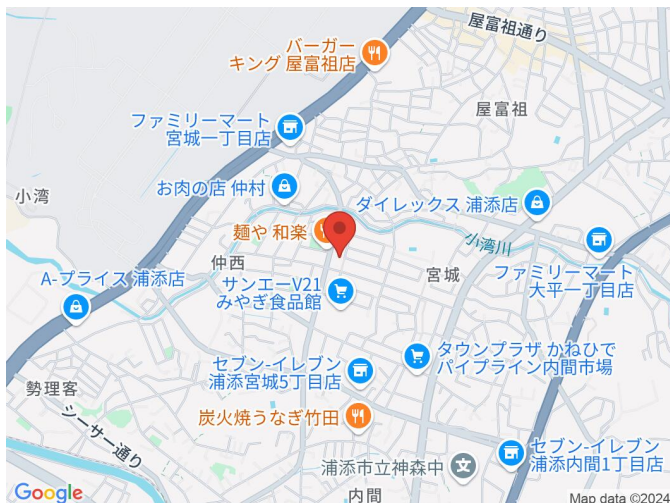 屋富祖通り
バーガー
キング 屋富祖店
屋富祖
ファミリーマート
宮城一丁目店
お肉の店 仲村
小湾
ダイレックス 浦添店
麺や 和楽
小湾川
仲西
宮城
ファミリーマート
大平一丁目店
A-プライス 浦添店
サンエーV21
みやぎ食品館
タウンプラザ かねひで
パイプライン内間市場
セブン-イレブン
浦添宮城5丁目店
勢理客
シーサー通り
炭火焼うなぎ竹田
セブン-イレブン
浦添内間1丁目店
浦添市立神森中
内間
Google
Map data ©2024